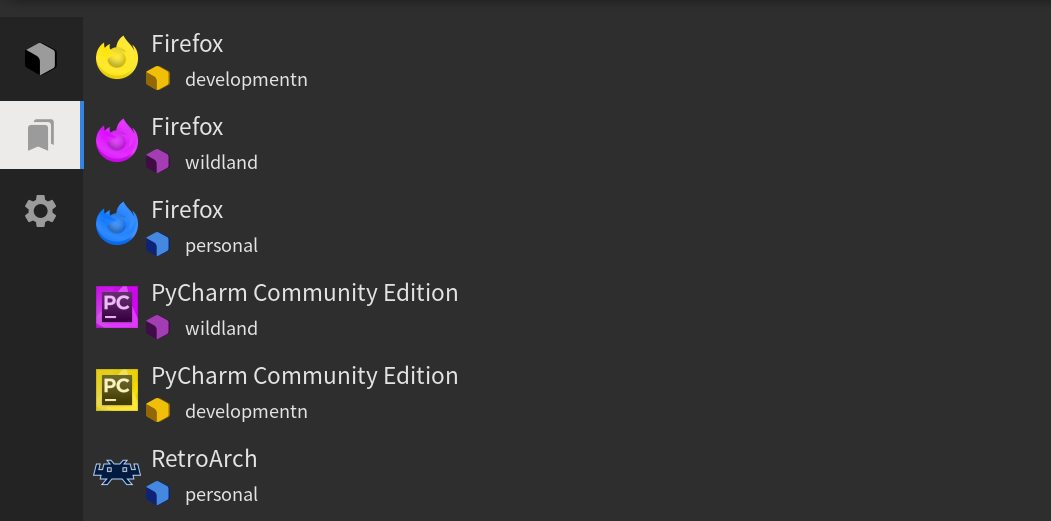 Firefox
developmentn
Firefox
wildland
Firefox
personal
PC PyCharm Community Edition
wildland
PC PyCharm Community Edition
developmentn
RetroArch
personal